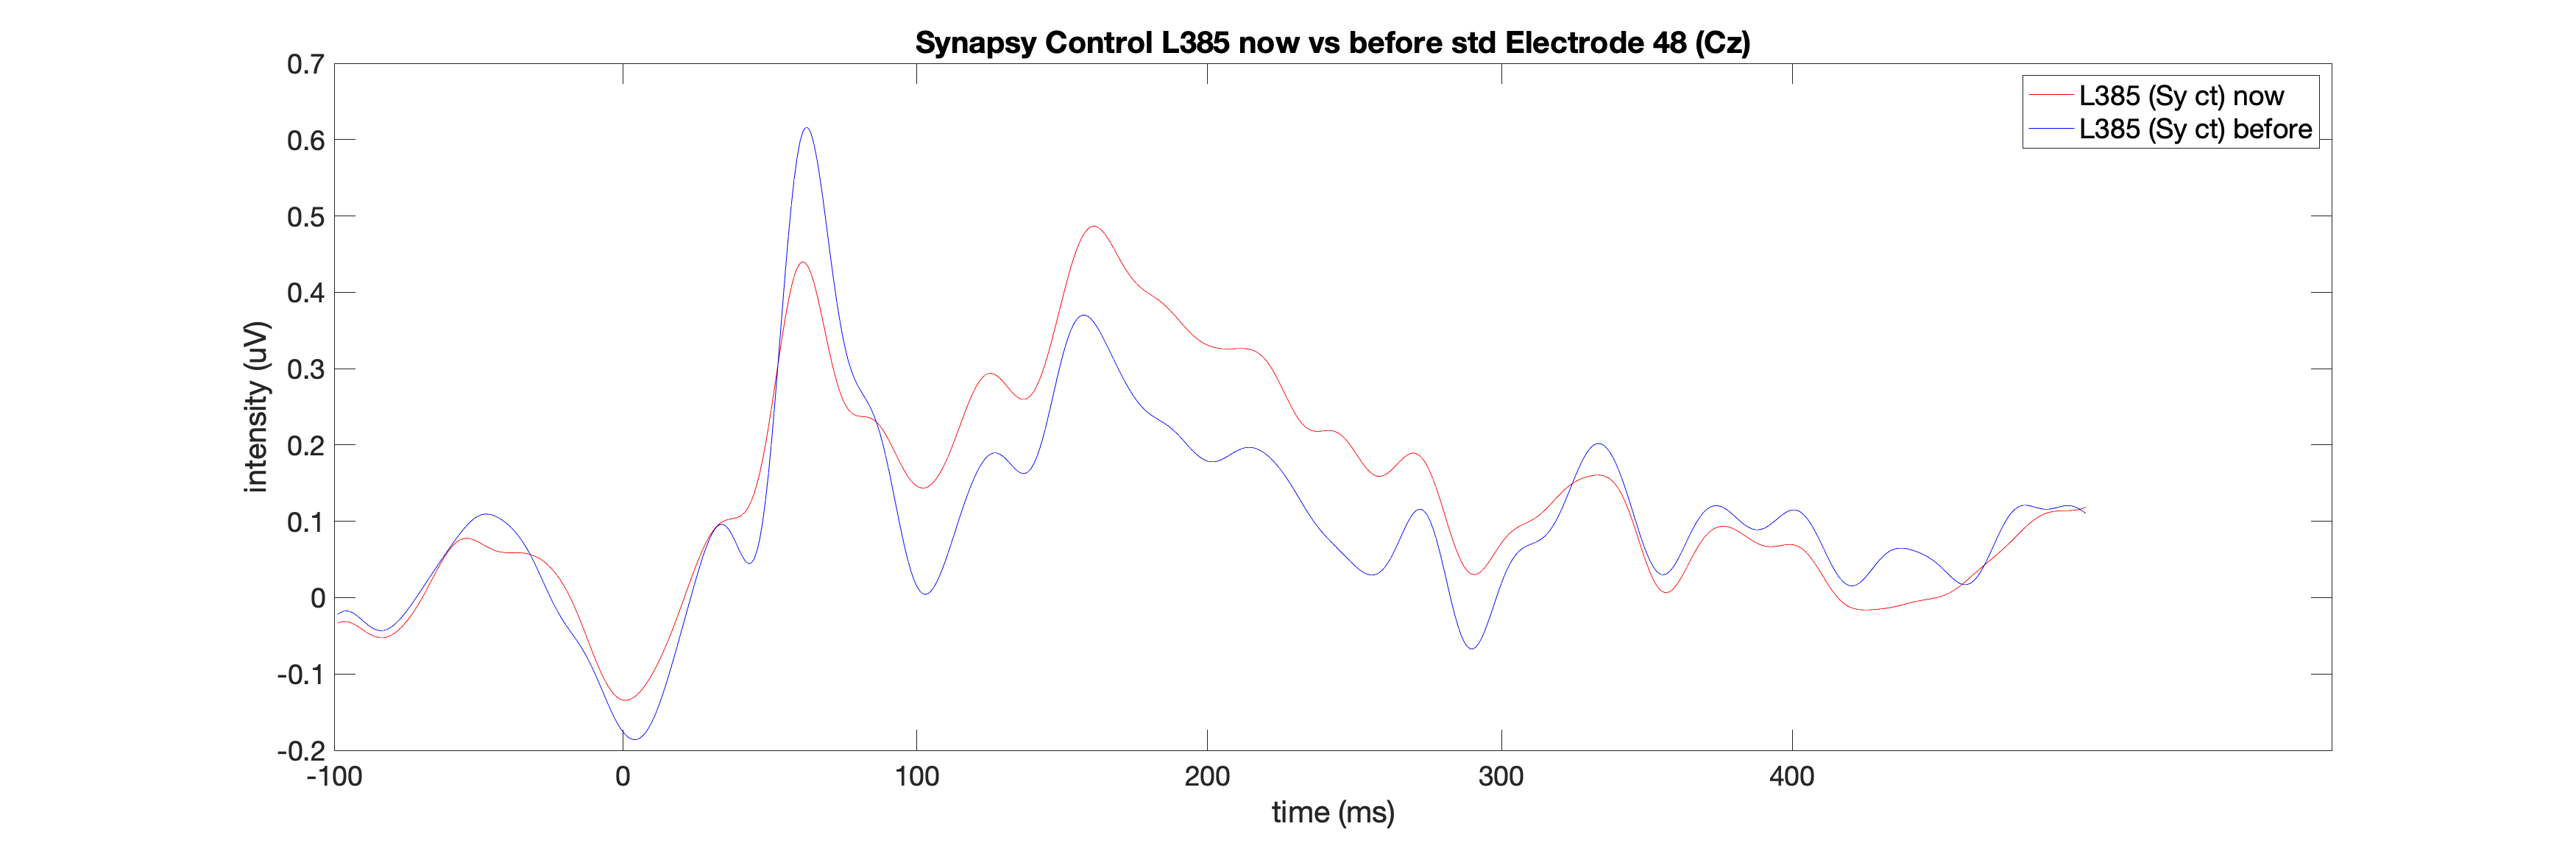 Synapsy Control L385 now vs before std Electrode 48 (Cz)
0.7
0.6
0.5
0.4
0.3
0.2
0.1
0
-0.1
-0.2
intensity (uV)
L385 (Sy ct) now
L385 (Sy ct) before
-100 0 100 200 300 400
time (ms)